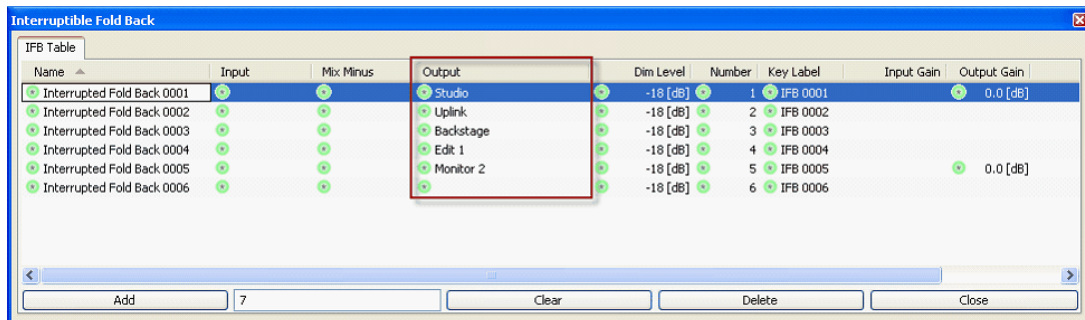 Interruptible Fold Back
IFB Table
Name Input Mix Minus Output Dim Level Number Key Label Input Gain Output Gain
Interrupted Fold Back 0001 Studio -18 [dB] 1 IFB 0001 0.0 [dB]
Interrupted Fold Back 0002 Uplink -18 [dB] 2 IFB 0002
Interrupted Fold Back 0003 Backstage -18 [dB] 3 IFB 0003
Interrupted Fold Back 0004 Edit 1 -18 [dB] 4 IFB 0004
Interrupted Fold Back 0005 Monitor 2 -18 [dB] 5 IFB 0005 0.0 [dB]
Interrupted Fold Back 0006 -18 [dB] 6 IFB 0006
Add 7 Clear Delete Close